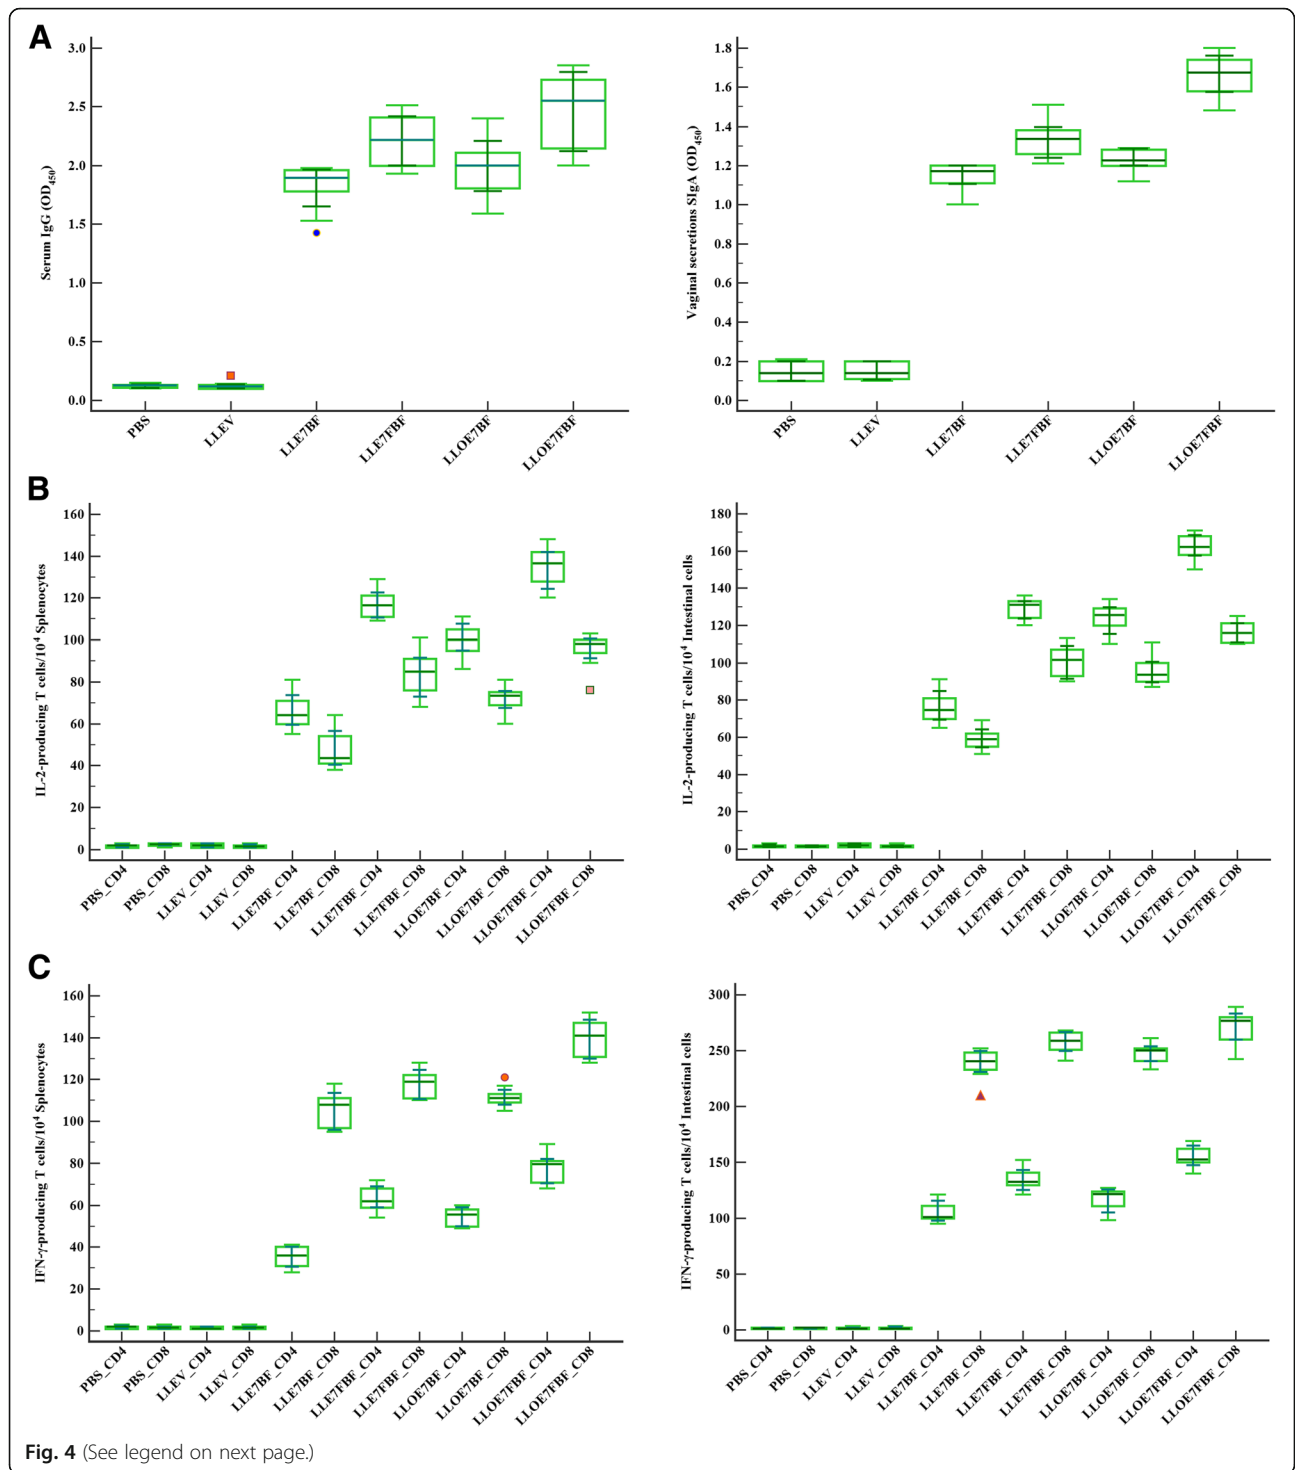 A
Serum IgG (OD450)
3.0
2.5
2.0
1.5
1.0
0.5
0.0
PBS
LLEV
LLE7BF
LLE7FBF
LLOE7BF
LLOE7FBF
Vaginal secretions SIgA (OD450)
1.8
1.6
1.4
1.2
1.0
0.8
0.6
0.4
0.2
0.0
PBS
LLEV
LLE7BF
LLE7FBF
LLOE7BF
LLOE7FBF
B
IL-2-producing T cells/10^4 Splenocytes
160
140
120
100
80
60
40
20
0
PBS_CD4
PBS_CD8
LLEV_CD4
LLEV_CD8
LLE7BF_CD4
LLE7BF_CD8
LLE7FBF_CD4
LLE7FBF_CD8
LLOE7BF_CD4
LLOE7BF_CD8
LLOE7FBF_CD4
LLOE7FBF_CD8
IL-2-producing T cells/10^4 Intestinal cells
180
160
140
120
100
80
60
40
20
0
PBS_CD4
PBS_CD8
LLEV_CD4
LLEV_CD8
LLE7BF_CD4
LLE7BF_CD8
LLE7FBF_CD4
LLE7FBF_CD8
LLOE7BF_CD4
LLOE7BF_CD8
LLOE7FBF_CD4
LLOE7FBF_CD8
C
IFN-γ-producing T cells/10^4 Splenocytes
160
140
120
100
80
60
40
20
0
PBS_CD4
PBS_CD8
LLEV_CD4
LLEV_CD8
LLE7BF_CD4
LLE7BF_CD8
LLE7FBF_CD4
LLE7FBF_CD8
LLOE7BF_CD4
LLOE7BF_CD8
LLOE7FBF_CD4
LLOE7FBF_CD8
IFN-γ-producing T cells/10^4 Intestinal cells
300
250
200
150
100
50
0
PBS_CD4
PBS_CD8
LLEV_CD4
LLEV_CD8
LLE7BF_CD4
LLE7BF_CD8
LLE7FBF_CD4
LLE7FBF_CD8
LLOE7BF_CD4
LLOE7BF_CD8
LLOE7FBF_CD4
LLOE7FBF_CD8
Fig. 4 (See legend on next page.)